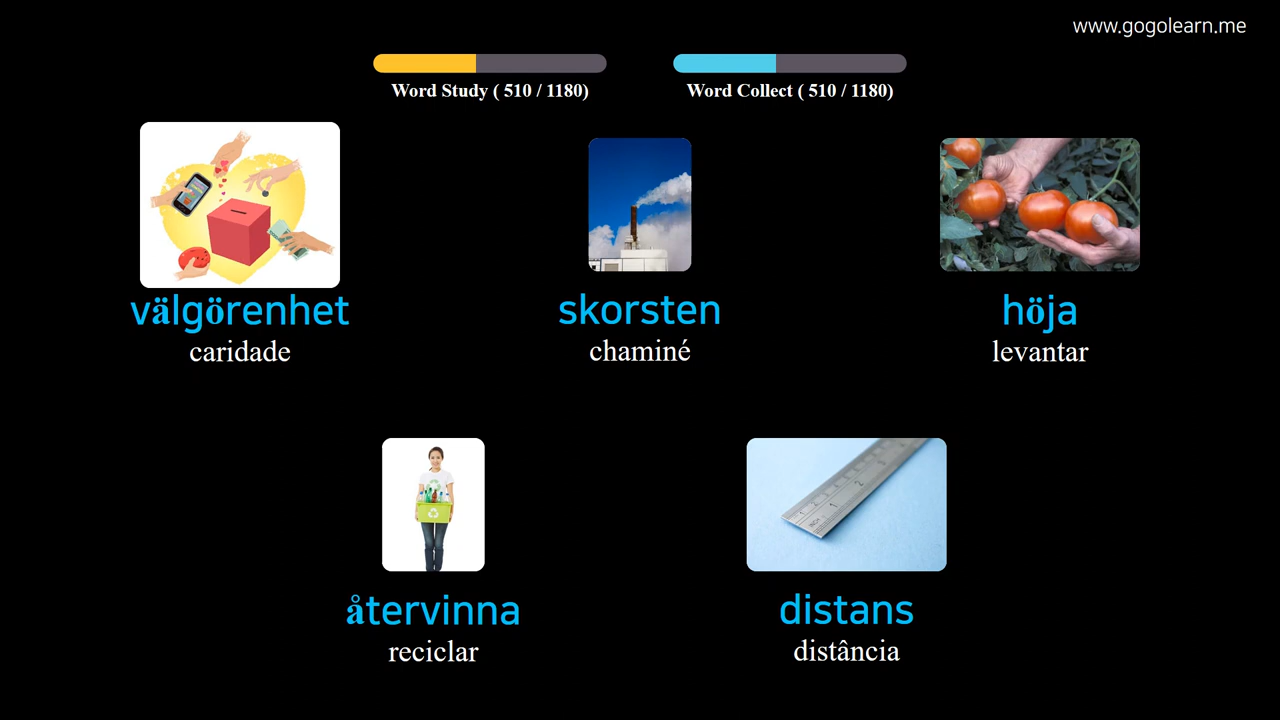 www.gogolearn.me
Word Study ( 510 / 1180)
Word Collect ( 510 / 1180)
välgörenhet
caridade
skorsten
chaminé
höja
levantar
återvinna
reciclar
distans
distância